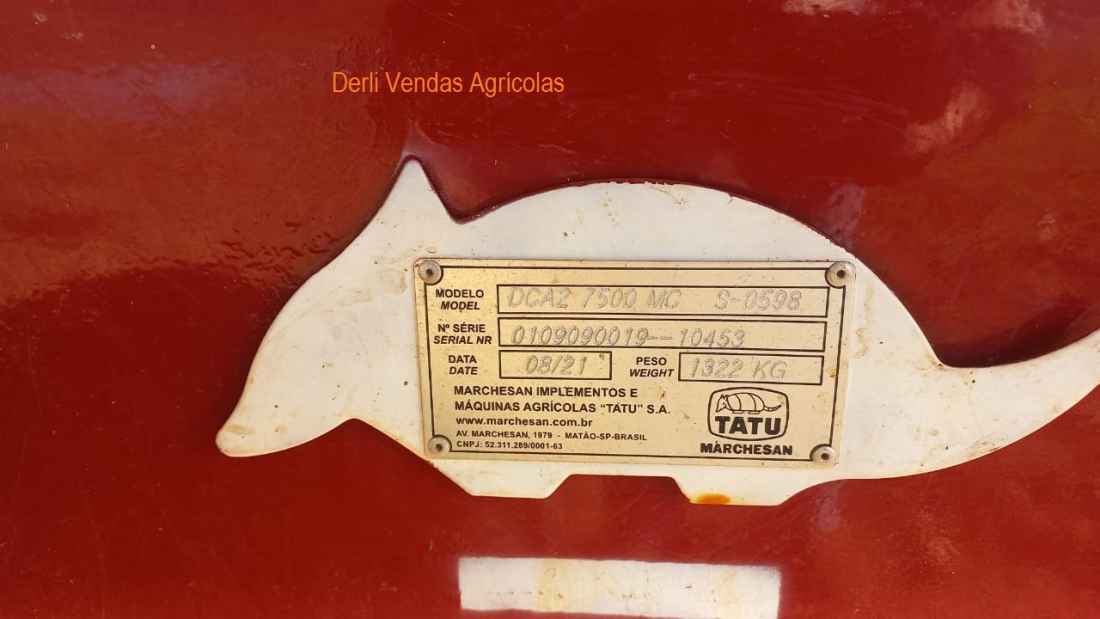 Derli Vendas Agrícolas
MODELO
MODEL
DCA2 7500 MC S-0598
Nº SÉRIE
SERIAL NR
0109090019--10453
DATA
DATE
08/21
PESO
WEIGHT
1322 KG
MARCHESAN IMPLEMENTOS E
MÁQUINAS AGRÍCOLAS "TATU" S.A.
www.marchesan.com.br
AV. MARCHESAN, 1979 - MATÃO-SP-BRASIL
CNPJ: 52.311.289/0001-63
TATU
MARCHESAN